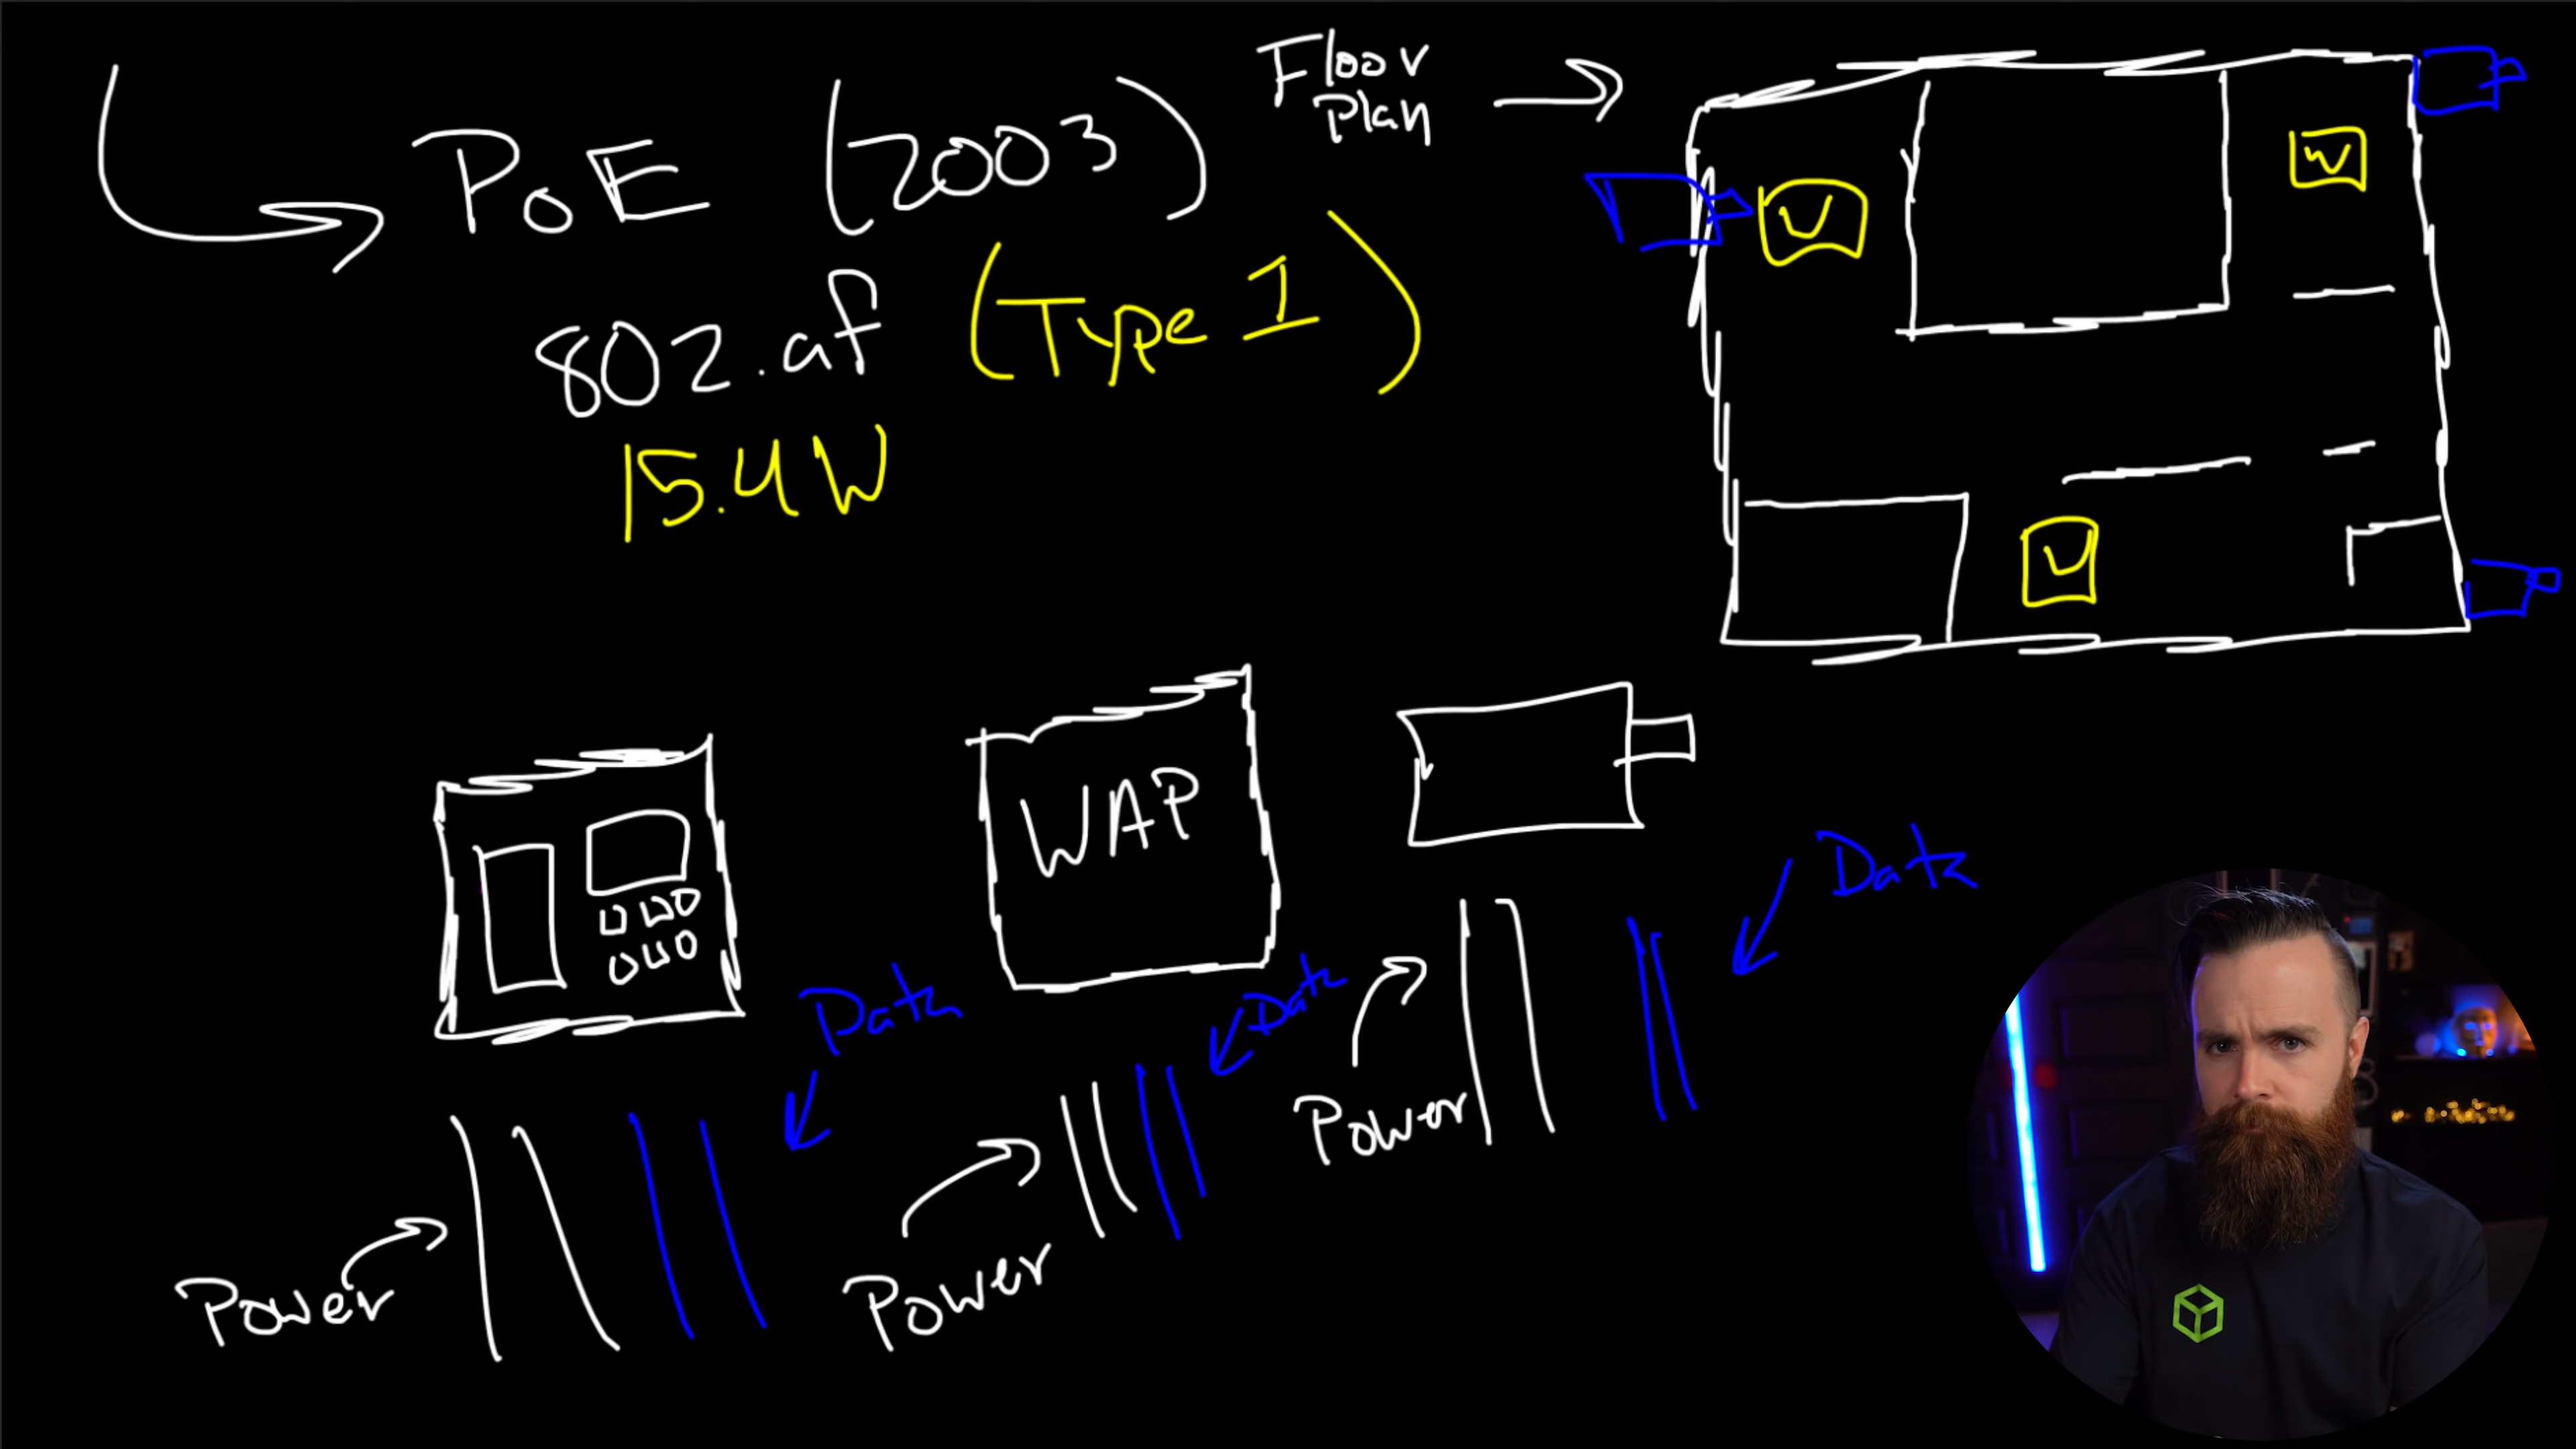 PoE (2003)
802.af (Type 1)
15.4W
Floor
Plan
W
WAP
Data
Data
Data
Power
Power
Power